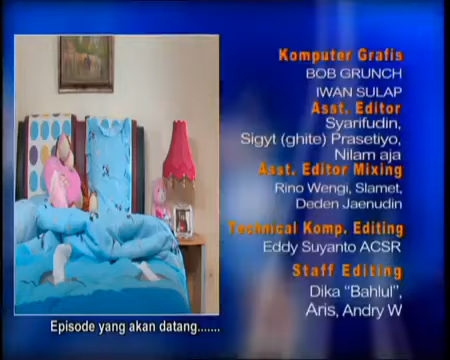 Komputer Grafis
BOB GRUNCH
IWAN SULAP
Asst. Editor
Syarifudin,
Sigyt (ghite) Prasetiyo,
Nilam aja
Asst. Editor Mixing
Rino Wengi, Slamet,
Deden Jaenudin
Technical Komp. Editing
Eddy Suyanto ACSR
Staff Editing
Dika “Bahlul”,
Aris, Andry W
Episode yang akan datang.......